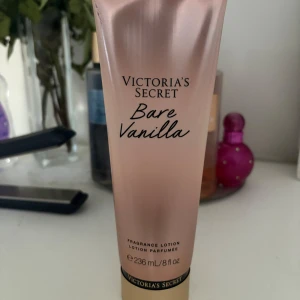 VICTORIA'S
SECRET
Bare
Vanilla
FRAGRANCE LOTION
LOTION PARFUMÉE
℮236 mL/8 fl oz
VICTORIA'S SECRET